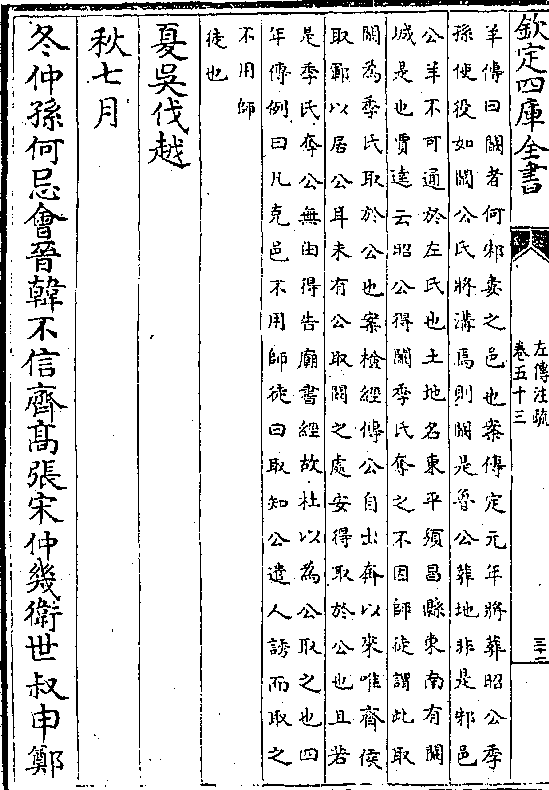 欽定四庫全書
左傳注疏
卷五十三
三十二
羊傳曰闞者何邾婁之邑也案傳定元年將葬昭公季
孫使役如闞公氏將溝焉則闞是魯公葬地非是邾邑
公羊不可通於左氏也土地名東平須昌縣東南有闞
城是也賈逵云昭公得闞季氏奪之不因師徒謂此取
闞為季氏取於公也案檢經傳公自出奔以來唯齊侯
取鄆以居公耳未有公取闞之處安得取於公也且若
是季氏奪公無由得告廟書經故杜以為公取之也四
年傳例曰凡克邑不用師徒曰取知公遣人誘而取之
不用師
徒也
夏吳伐越
秋七月
冬仲孫何忌會晉韓不信齊高張宋仲幾衛世叔申鄭